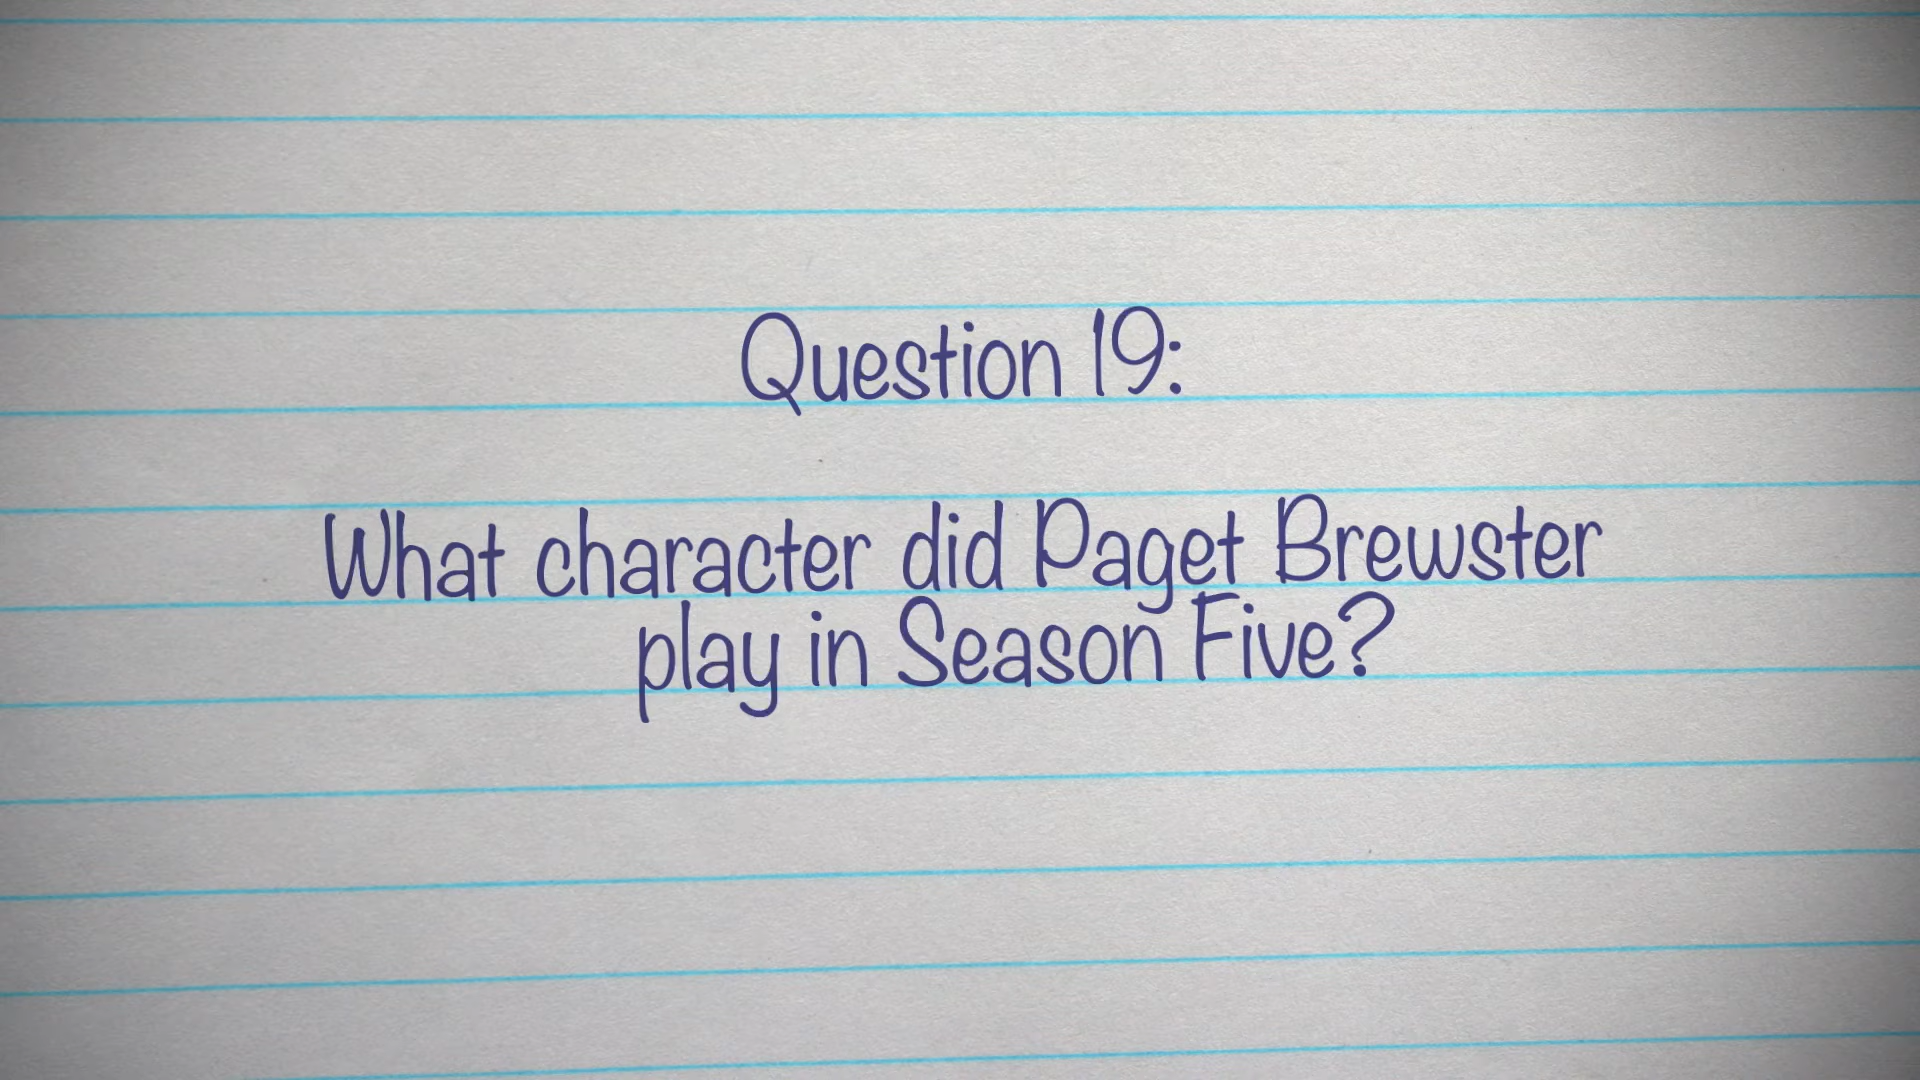 Question 19:
What character did Paget Brewster
play in Season Five?